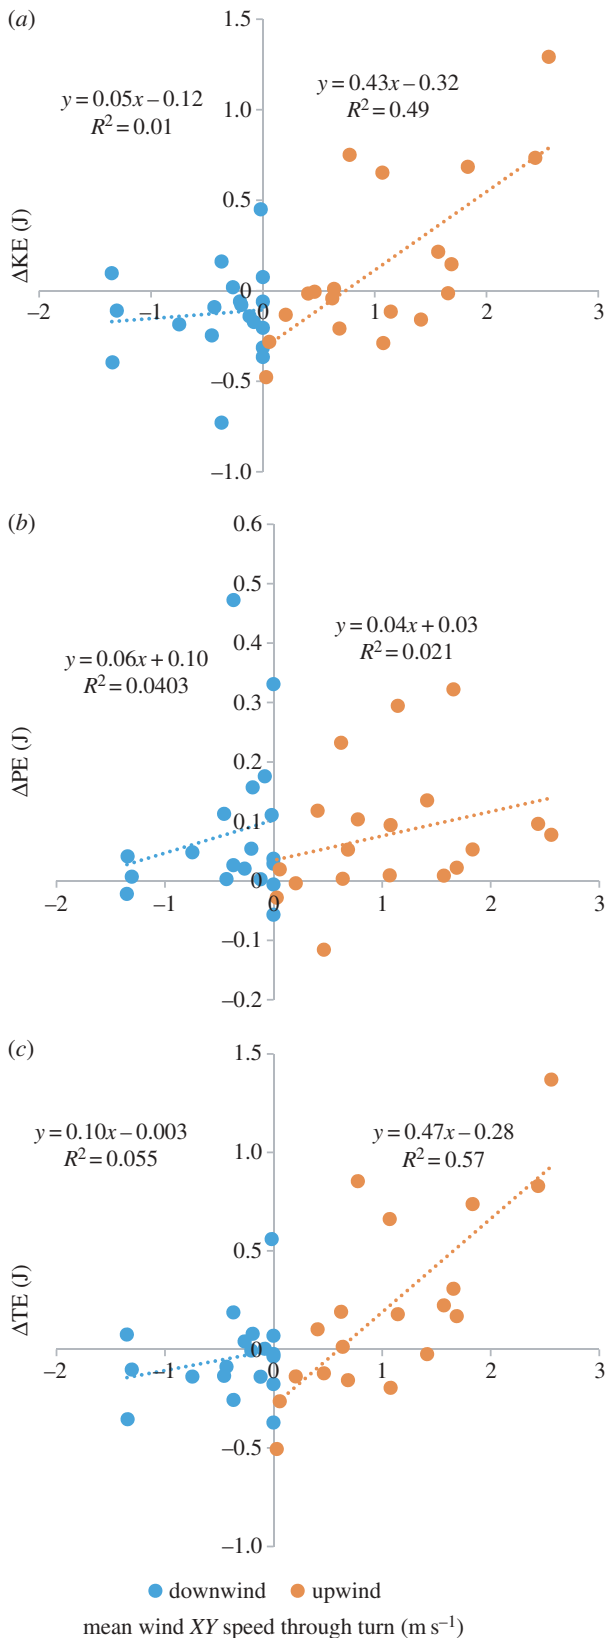 (a)
1.5
y = 0.05x – 0.12
R² = 0.01
y = 0.43x – 0.32
R² = 0.49
1.0
0.5
ΔKE (J)
0
–2
–1
0
1
2
3
–0.5
–1.0
(b)
0.6
0.5
0.4
y = 0.06x + 0.10
R² = 0.0403
y = 0.04x + 0.03
R² = 0.021
0.3
0.2
ΔPE (J)
0.1
0
–2
–1
0
1
2
3
–0.1
–0.2
(c)
1.5
y = 0.10x – 0.003
R² = 0.055
y = 0.47x – 0.28
R² = 0.57
1.0
0.5
ΔTE (J)
0
–2
–1
0
1
2
3
–0.5
–1.0
downwind upwind
mean wind XY speed through turn (m s⁻¹)